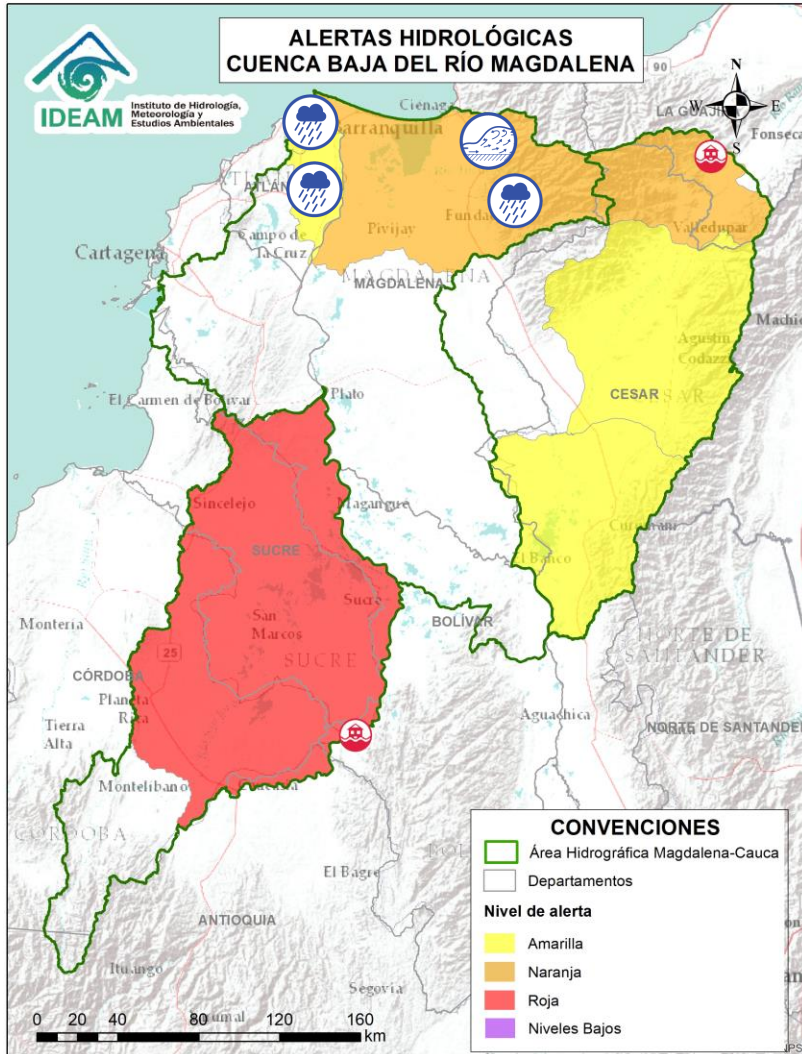 ALERTAS HIDROLÓGICAS
CUENCA BAJA DEL RÍO MAGDALENA
IDEAM
Instituto de Hidrología,
Meteorología y
Estudios Ambientales
N
W
E
S
90
Ciénaga
LA GUAJIRA
Fonseca
Barranquilla
Pivijay
Valledupar
Campo de
la Cruz
Cartagena
MAGDALENA
MAGDALENA
Agustín
Codazzi
CESAR
El Carmen de Bolívar
Plato
Sincelejo
Magangué
SUCRE
El Banco
Sucre
San
Marcos
BOLÍVAR
Montería
SUCRE
NORTE DE
SANTANDER
25
CÓRDOBA
Planeta
Rica
Aguachica
Tierra
Alta
NORTE DE SANTANDER
Montelíbano
CÓRDOBA
El Bagre
ANTIOQUIA
Ituango
Segovia
0 20 40 80 120 160
km
CONVENCIONES
Área Hidrográfica Magdalena-Cauca
Departamentos
Nivel de alerta
Amarilla
Naranja
Roja
Niveles Bajos